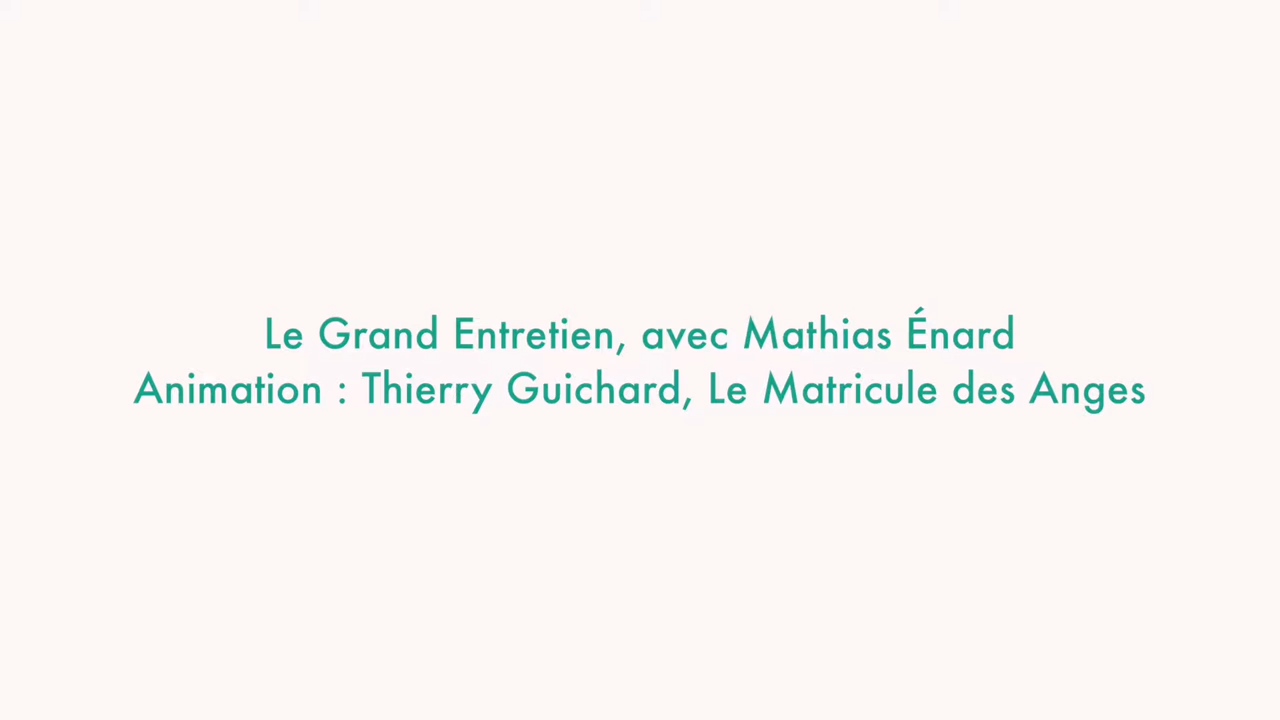 Le Grand Entretien, avec Mathias Énard
Animation : Thierry Guichard, Le Matricule des Anges